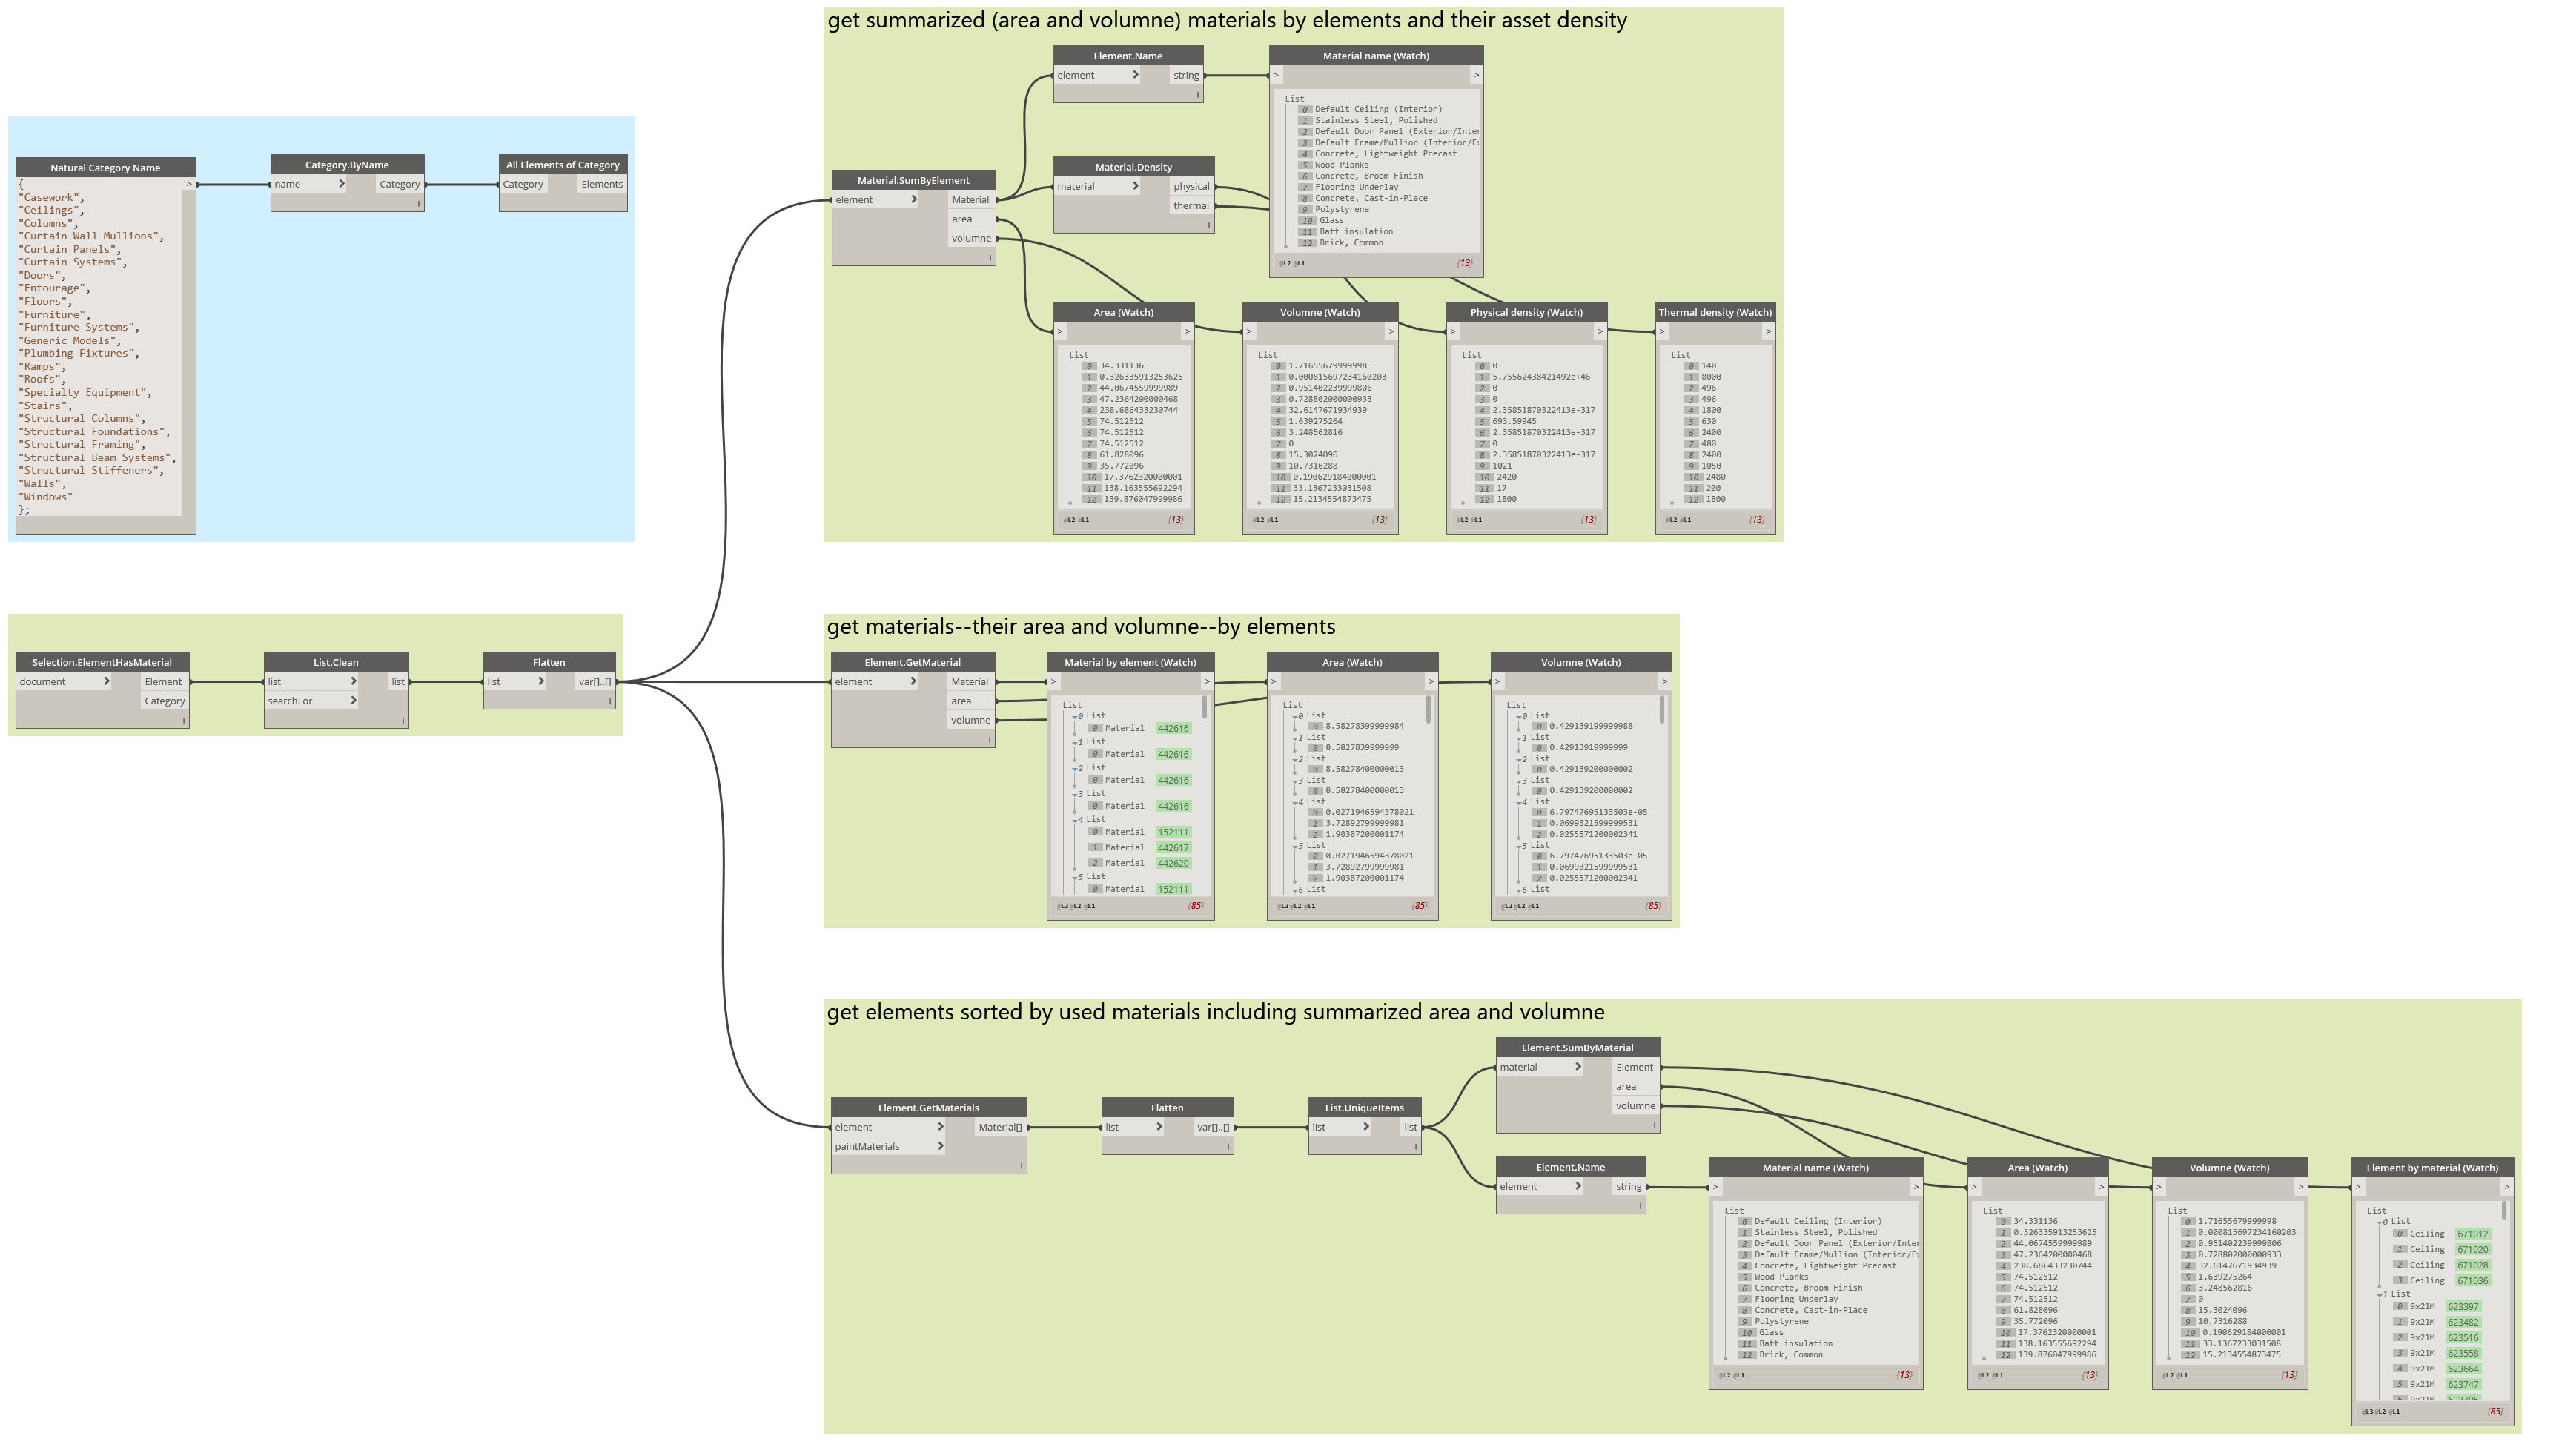 get summarized (area and volumne) materials by elements and their asset density
Element.Name
element
string
Material name (Watch)
>
>
List
0 Default Ceiling (Interior)
1 Stainless Steel, Polished
2 Default Door Panel (Exterior/Inter
3 Default Frame/Mullion (Interior/Ex
4 Concrete, Lightweight Precast
5 Wood Planks
6 Concrete, Broom Finish
7 Flooring Underlay
8 Concrete, Cast-in-Place
9 Polystyrene
10 Glass
11 Batt insulation
12 Brick, Common
@L2 @L1 {13}
Natural Category Name
>
{
"Casework",
"Ceilings",
"Columns",
"Curtain Wall Mullions",
"Curtain Panels",
"Curtain Systems",
"Doors",
"Entourage",
"Floors",
"Furniture",
"Furniture Systems",
"Generic Models",
"Plumbing Fixtures",
"Ramps",
"Roofs",
"Specialty Equipment",
"Stairs",
"Structural Columns",
"Structural Foundations",
"Structural Framing",
"Structural Beam Systems",
"Structural Stiffeners",
"Walls",
"Windows"
};
Category.ByName
name
Category
All Elements of Category
Category
Elements
Material.SumByElement
element
Material
area
volumne
Material.Density
material
physical
thermal
Area (Watch)
>
>
List
0 34.331136
1 0.326335913253625
2 44.0674559999989
3 47.2364200000468
4 238.686433230744
5 74.512512
6 74.512512
7 74.512512
8 61.828096
9 35.772096
10 17.3762320000001
11 138.163555692294
12 139.876047999986
@L2 @L1 {13}
Volumne (Watch)
>
>
List
0 1.71655679999998
1 0.000815697234160203
2 0.951402239999806
3 0.728802000000933
4 32.6147671934939
5 1.639275264
6 3.248562816
7 0
8 15.3024096
9 10.7316288
10 0.190629184000001
11 33.1367233031508
12 15.2134554873475
@L2 @L1 {13}
Physical density (Watch)
>
>
List
0 0
1 5.75562438421492e+46
2 0
3 0
4 2.35851870322413e-317
5 693.59945
6 2.35851870322413e-317
7 0
8 2.35851870322413e-317
9 1021
10 2420
11 17
12 1800
@L2 @L1 {13}
Thermal density (Watch)
>
>
List
0 140
1 8000
2 496
3 496
4 1800
5 630
6 2400
7 480
8 2400
9 1050
10 2480
11 200
12 1800
@L2 @L1 {13}
Selection.ElementHasMaterial
document
Element
Category
List.Clean
list
searchFor
list
Flatten
list
var[]..[]
get materials--their area and volumne--by elements
Element.GetMaterial
element
Material
area
volumne
Material by element (Watch)
>
>
List
0 List
0 Material 442616
1 List
0 Material 442616
2 List
0 Material 442616
3 List
0 Material 442616
4 List
0 Material 152111
1 Material 442617
2 Material 442620
5 List
0 Material 152111
@L3 @L2 @L1 {85}
Area (Watch)
>
>
List
0 List
0 8.58278399999984
1 List
0 8.5827839999999
2 List
0 8.58278400000013
3 List
0 8.58278400000013
4 List
0 0.0271946594378021
1 3.72892799999981
2 1.90387200001174
5 List
0 0.0271946594378021
1 3.72892799999981
2 1.90387200001174
6 List
@L3 @L2 @L1 {85}
Volumne (Watch)
>
>
List
0 List
0 0.429139199999988
1 List
0 0.42913919999999
2 List
0 0.429139200000002
3 List
0 0.429139200000002
4 List
0 6.79747695133503e-05
1 0.0699321599999531
2 0.0255571200002341
5 List
0 6.79747695133503e-05
1 0.0699321599999531
2 0.0255571200002341
6 List
@L3 @L2 @L1 {85}
get elements sorted by used materials including summarized area and volumne
Element.GetMaterials
element
paintMaterials
Material[]
Flatten
list
var[]..[]
List.UniqueItems
list
list
Element.SumByMaterial
material
Element
area
volumne
Element.Name
element
string
Material name (Watch)
>
>
List
0 Default Ceiling (Interior)
1 Stainless Steel, Polished
2 Default Door Panel (Exterior/Inter
3 Default Frame/Mullion (Interior/Ex
4 Concrete, Lightweight Precast
5 Wood Planks
6 Concrete, Broom Finish
7 Flooring Underlay
8 Concrete, Cast-in-Place
9 Polystyrene
10 Glass
11 Batt insulation
12 Brick, Common
@L2 @L1 {13}
Area (Watch)
>
>
List
0 34.331136
1 0.326335913253625
2 44.0674559999989
3 47.2364200000468
4 238.686433230744
5 74.512512
6 74.512512
7 74.512512
8 61.828096
9 35.772096
10 17.3762320000001
11 138.163555692294
12 139.876047999986
@L2 @L1 {13}
Volumne (Watch)
>
>
List
0 1.71655679999998
1 0.000815697234160203
2 0.951402239999806
3 0.728802000000933
4 32.6147671934939
5 1.639275264
6 3.248562816
7 0
8 15.3024096
9 10.7316288
10 0.190629184000001
11 33.1367233031508
12 15.2134554873475
@L2 @L1 {13}
Element by material (Watch)
>
>
List
0 List
0 Ceiling 671012
1 Ceiling 671020
2 Ceiling 671028
3 Ceiling 671036
1 List
0 9x21M 623397
1 9x21M 623482
2 9x21M 623516
3 9x21M 623558
4 9x21M 623664
5 9x21M 623747
@L3 @L2 @L1 {85}